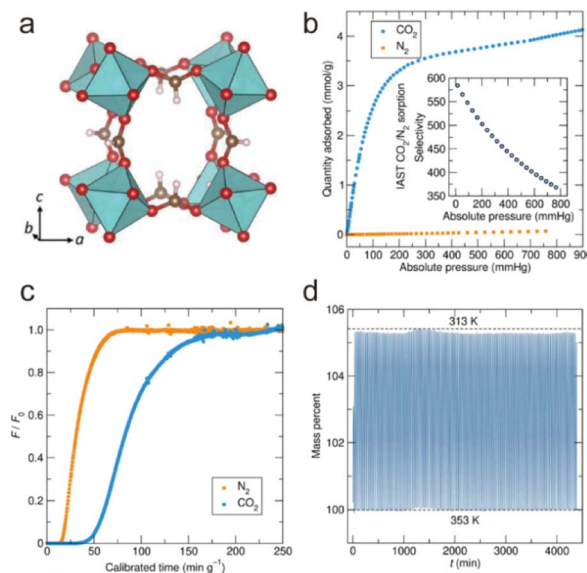 a
c
b
a
b
CO2
N2
Quantity adsorbed (mmol/g)
5
4
3
2
1
0
0 100 200 300 400 500 600 700 800 900
Absolute pressure (mmHg)
IAST CO2/N2 sorption
Selectivity
600
550
500
450
400
350
0 200 400 600 800
Absolute pressure (mmHg)
c
F / F0
1.0
0.8
0.6
0.4
0.2
0
0 50 100 150 200 250
Calibrated time (min g−1)
N2
CO2
d
Mass percent
106
104
102
100
313 K
353 K
0 1000 2000 3000 4000
t (min)